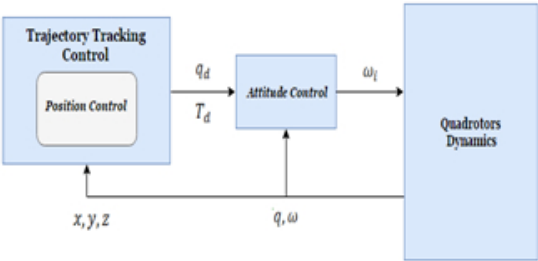 Trajectory Tracking
Control
Position Control
q_d
T_d
Attitude Control
ω_i
Quadrotors
Dynamics
x, y, z
q, ω